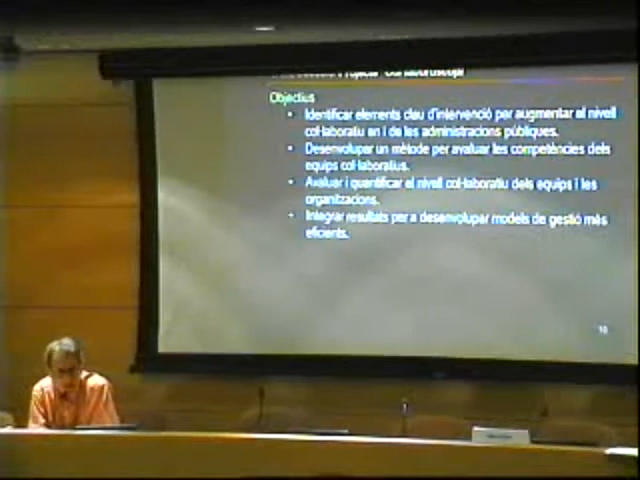 Objectius
• Identificar elements clau d'intervenció per augmentar el nivell
col·laboratiu en i de les administracions públiques.
• Desenvolupar un mètode per avaluar les competències dels
equips col·laboratius.
• Avaluar i quantificar el nivell col·laboratiu dels equips i les
organitzacions.
• Integrar resultats per a desenvolupar models de gestió més
eficients.